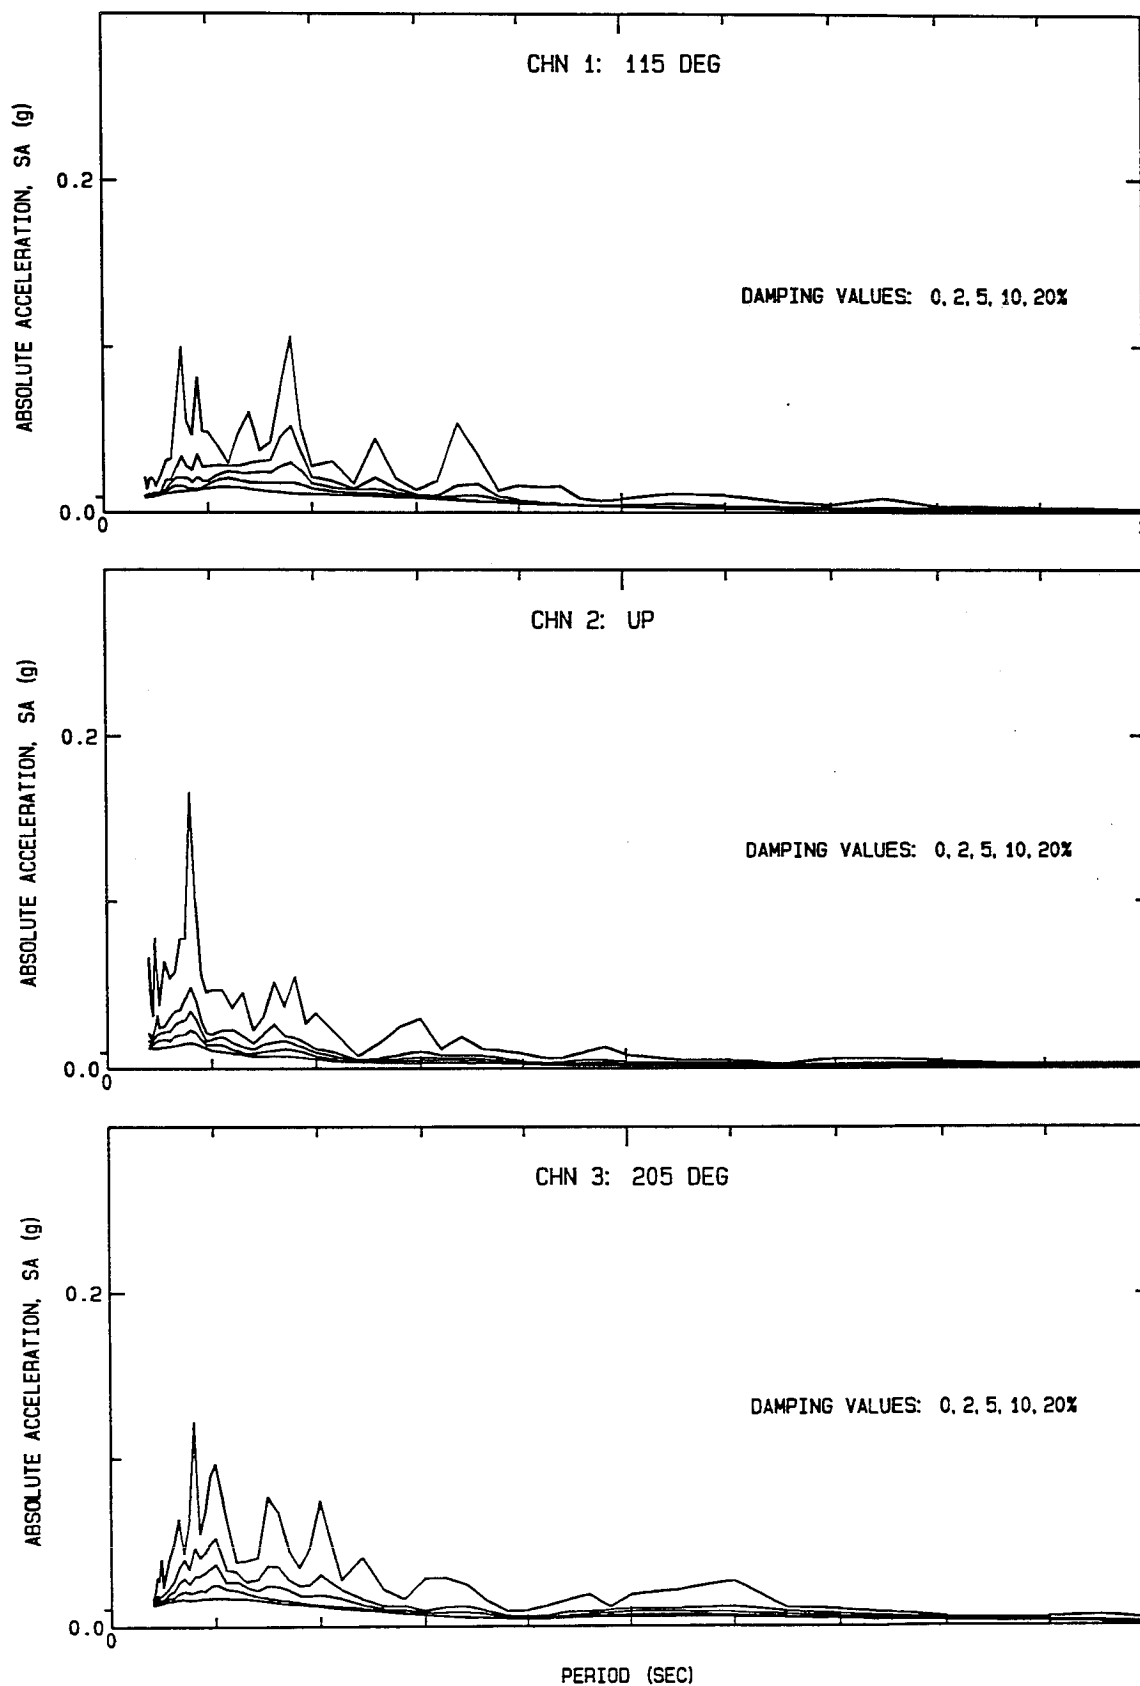 CHN 1: 115 DEG
ABSOLUTE ACCELERATION, SA (g)
0.2
DAMPING VALUES: 0, 2, 5, 10, 20%
0.0
0
CHN 2: UP
ABSOLUTE ACCELERATION, SA (g)
0.2
DAMPING VALUES: 0, 2, 5, 10, 20%
0.0
0
CHN 3: 205 DEG
ABSOLUTE ACCELERATION, SA (g)
0.2
DAMPING VALUES: 0, 2, 5, 10, 20%
0.0
0
PERIOD (SEC)